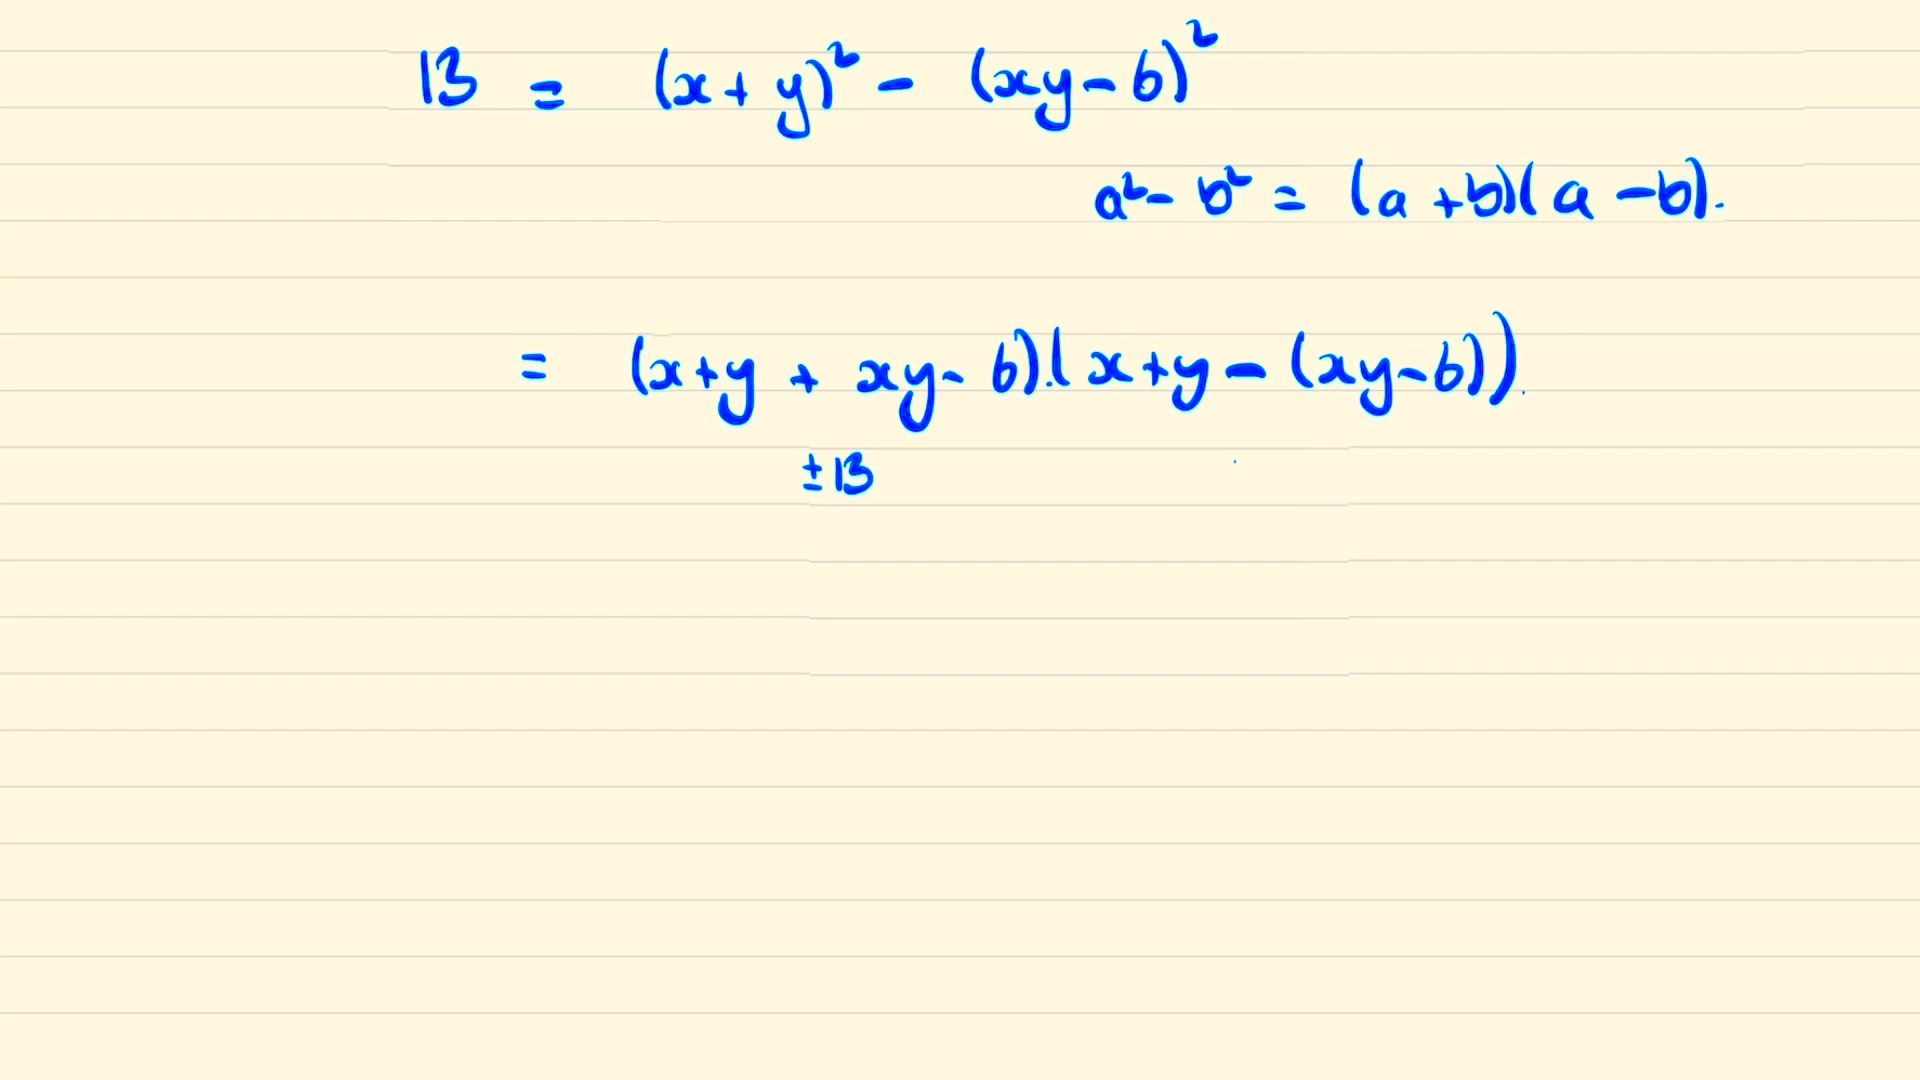 13 = (x+y)² - (xy-6)²
a² - b² = (a+b)(a-b).
= (x+y + xy-6).(x+y-(xy-6)).
±13